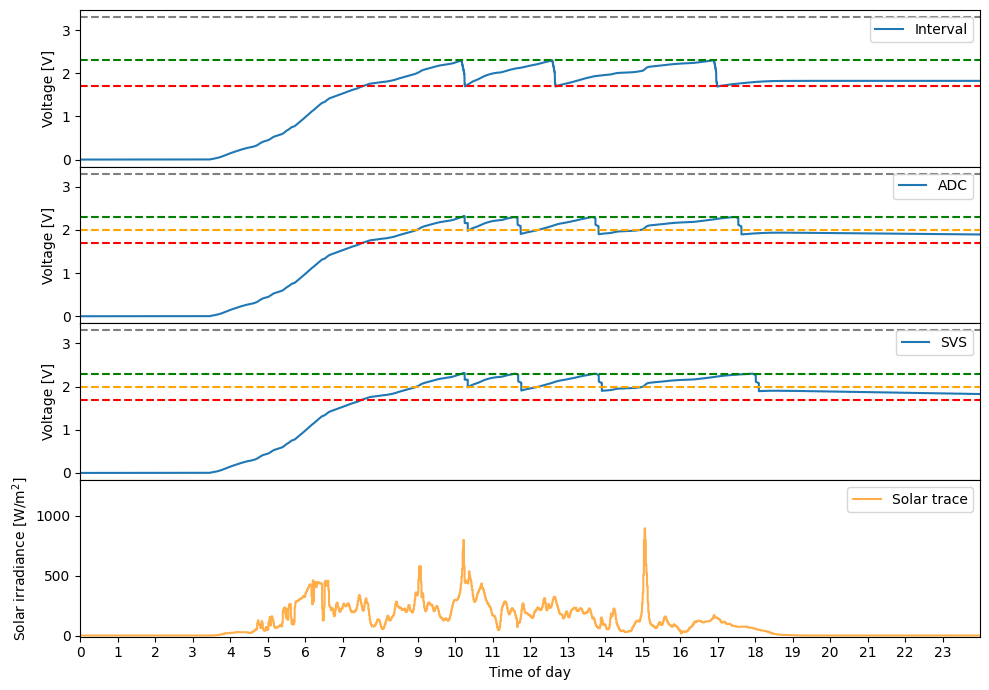 Interval
Voltage [V]
3
2
1
0
ADC
Voltage [V]
3
2
1
0
SVS
Voltage [V]
3
2
1
0
Solar trace
Solar irradiance [W/m²]
1000
500
0
0 1 2 3 4 5 6 7 8 9 10 11 12 13 14 15 16 17 18 19 20 21 22 23
Time of day